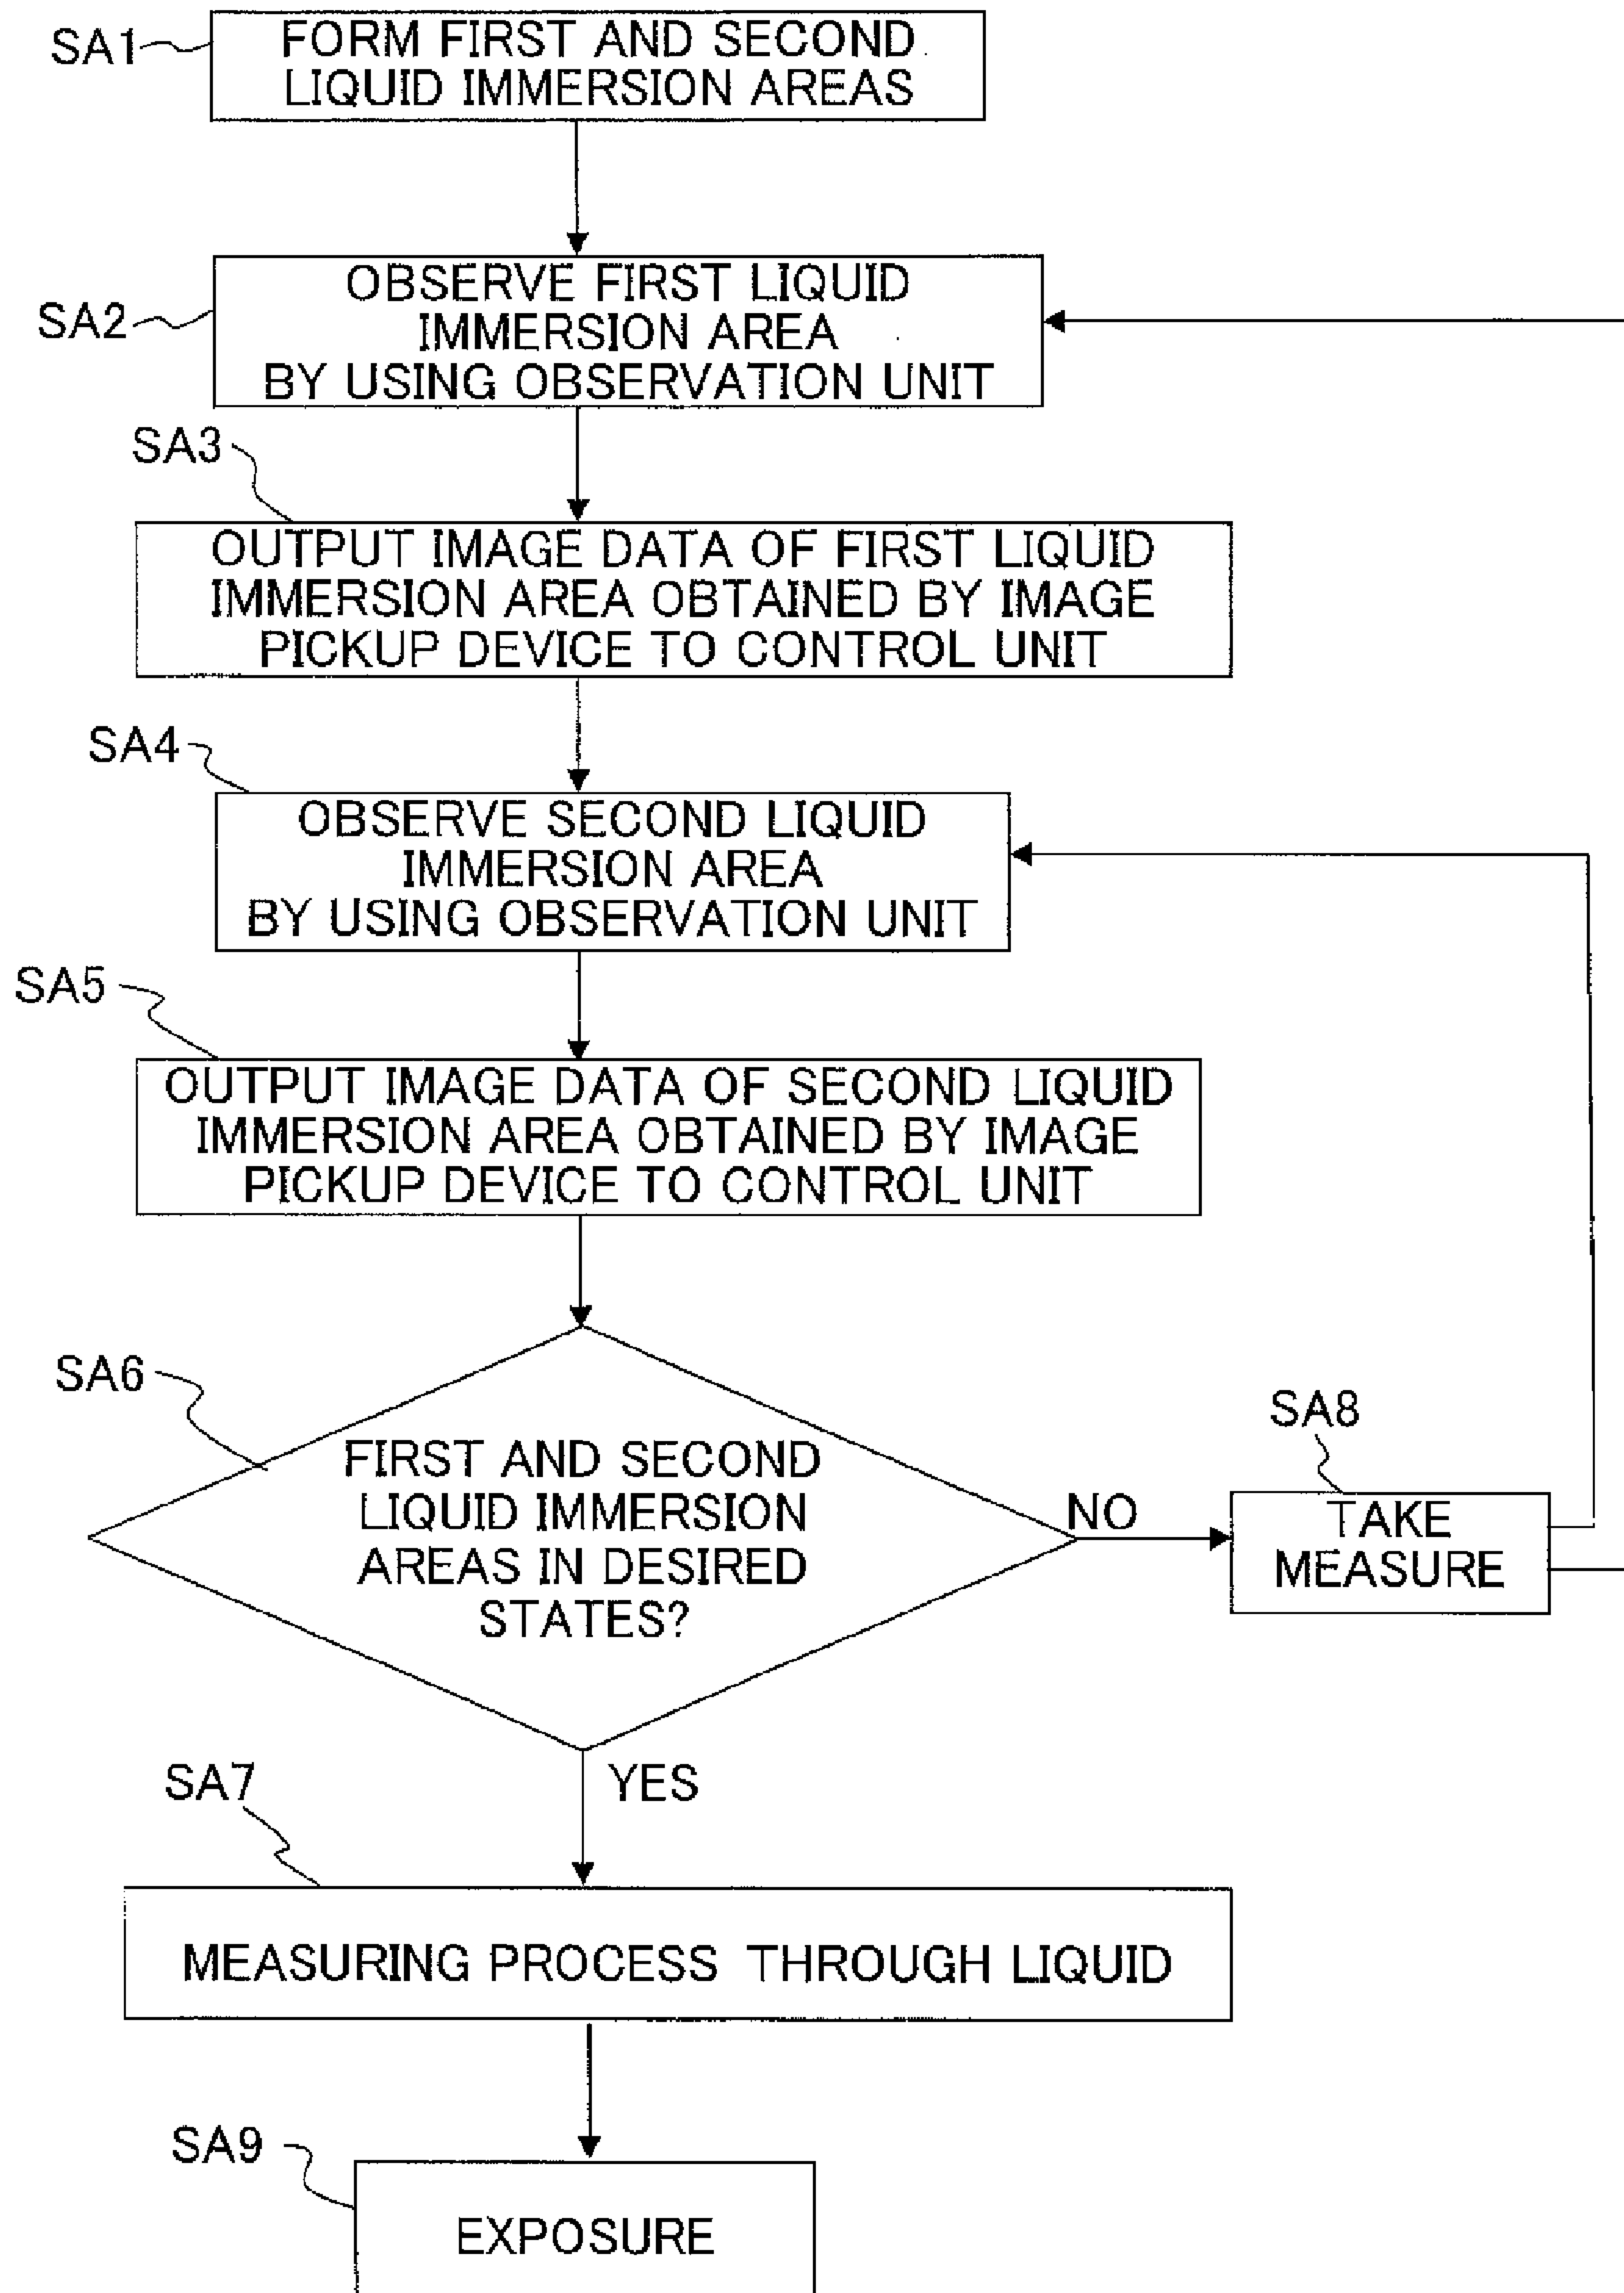 SA1
FORM FIRST AND SECOND
LIQUID IMMERSION AREAS
SA2
OBSERVE FIRST LIQUID
IMMERSION AREA
BY USING OBSERVATION UNIT
SA3
OUTPUT IMAGE DATA OF FIRST LIQUID
IMMERSION AREA OBTAINED BY IMAGE
PICKUP DEVICE TO CONTROL UNIT
SA4
OBSERVE SECOND LIQUID
IMMERSION AREA
BY USING OBSERVATION UNIT
SA5
OUTPUT IMAGE DATA OF SECOND LIQUID
IMMERSION AREA OBTAINED BY IMAGE
PICKUP DEVICE TO CONTROL UNIT
SA6
FIRST AND SECOND
LIQUID IMMERSION
AREAS IN DESIRED
STATES?
NO
SA8
TAKE
MEASURE
YES
SA7
MEASURING PROCESS THROUGH LIQUID
SA9
EXPOSURE